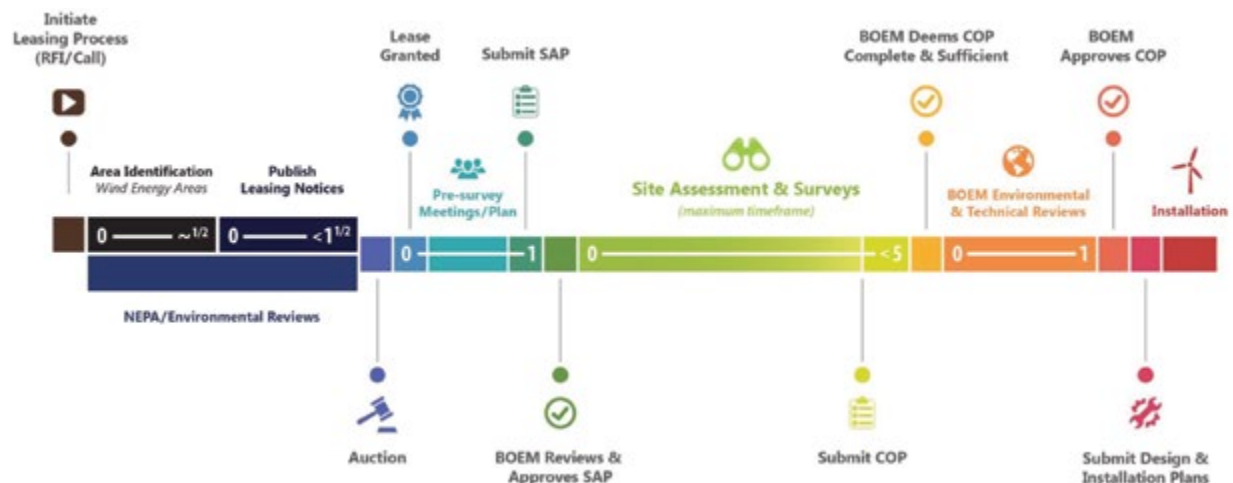 Initiate
Leasing Process
(RFI/Call)
Lease
Granted
Submit SAP
BOEM Deems COP
Complete & Sufficient
BOEM
Approves COP
Area Identification
Wind Energy Areas
Publish
Leasing Notices
Pre-survey
Meetings/Plan
Site Assessment & Surveys
(maximum timeframe)
BOEM Environmental
& Technical Reviews
Installation
0 ~1/2
0 <1 1/2
0 1
0 <5
0 1
NEPA/Environmental Reviews
Auction
BOEM Reviews &
Approves SAP
Submit COP
Submit Design &
Installation Plans